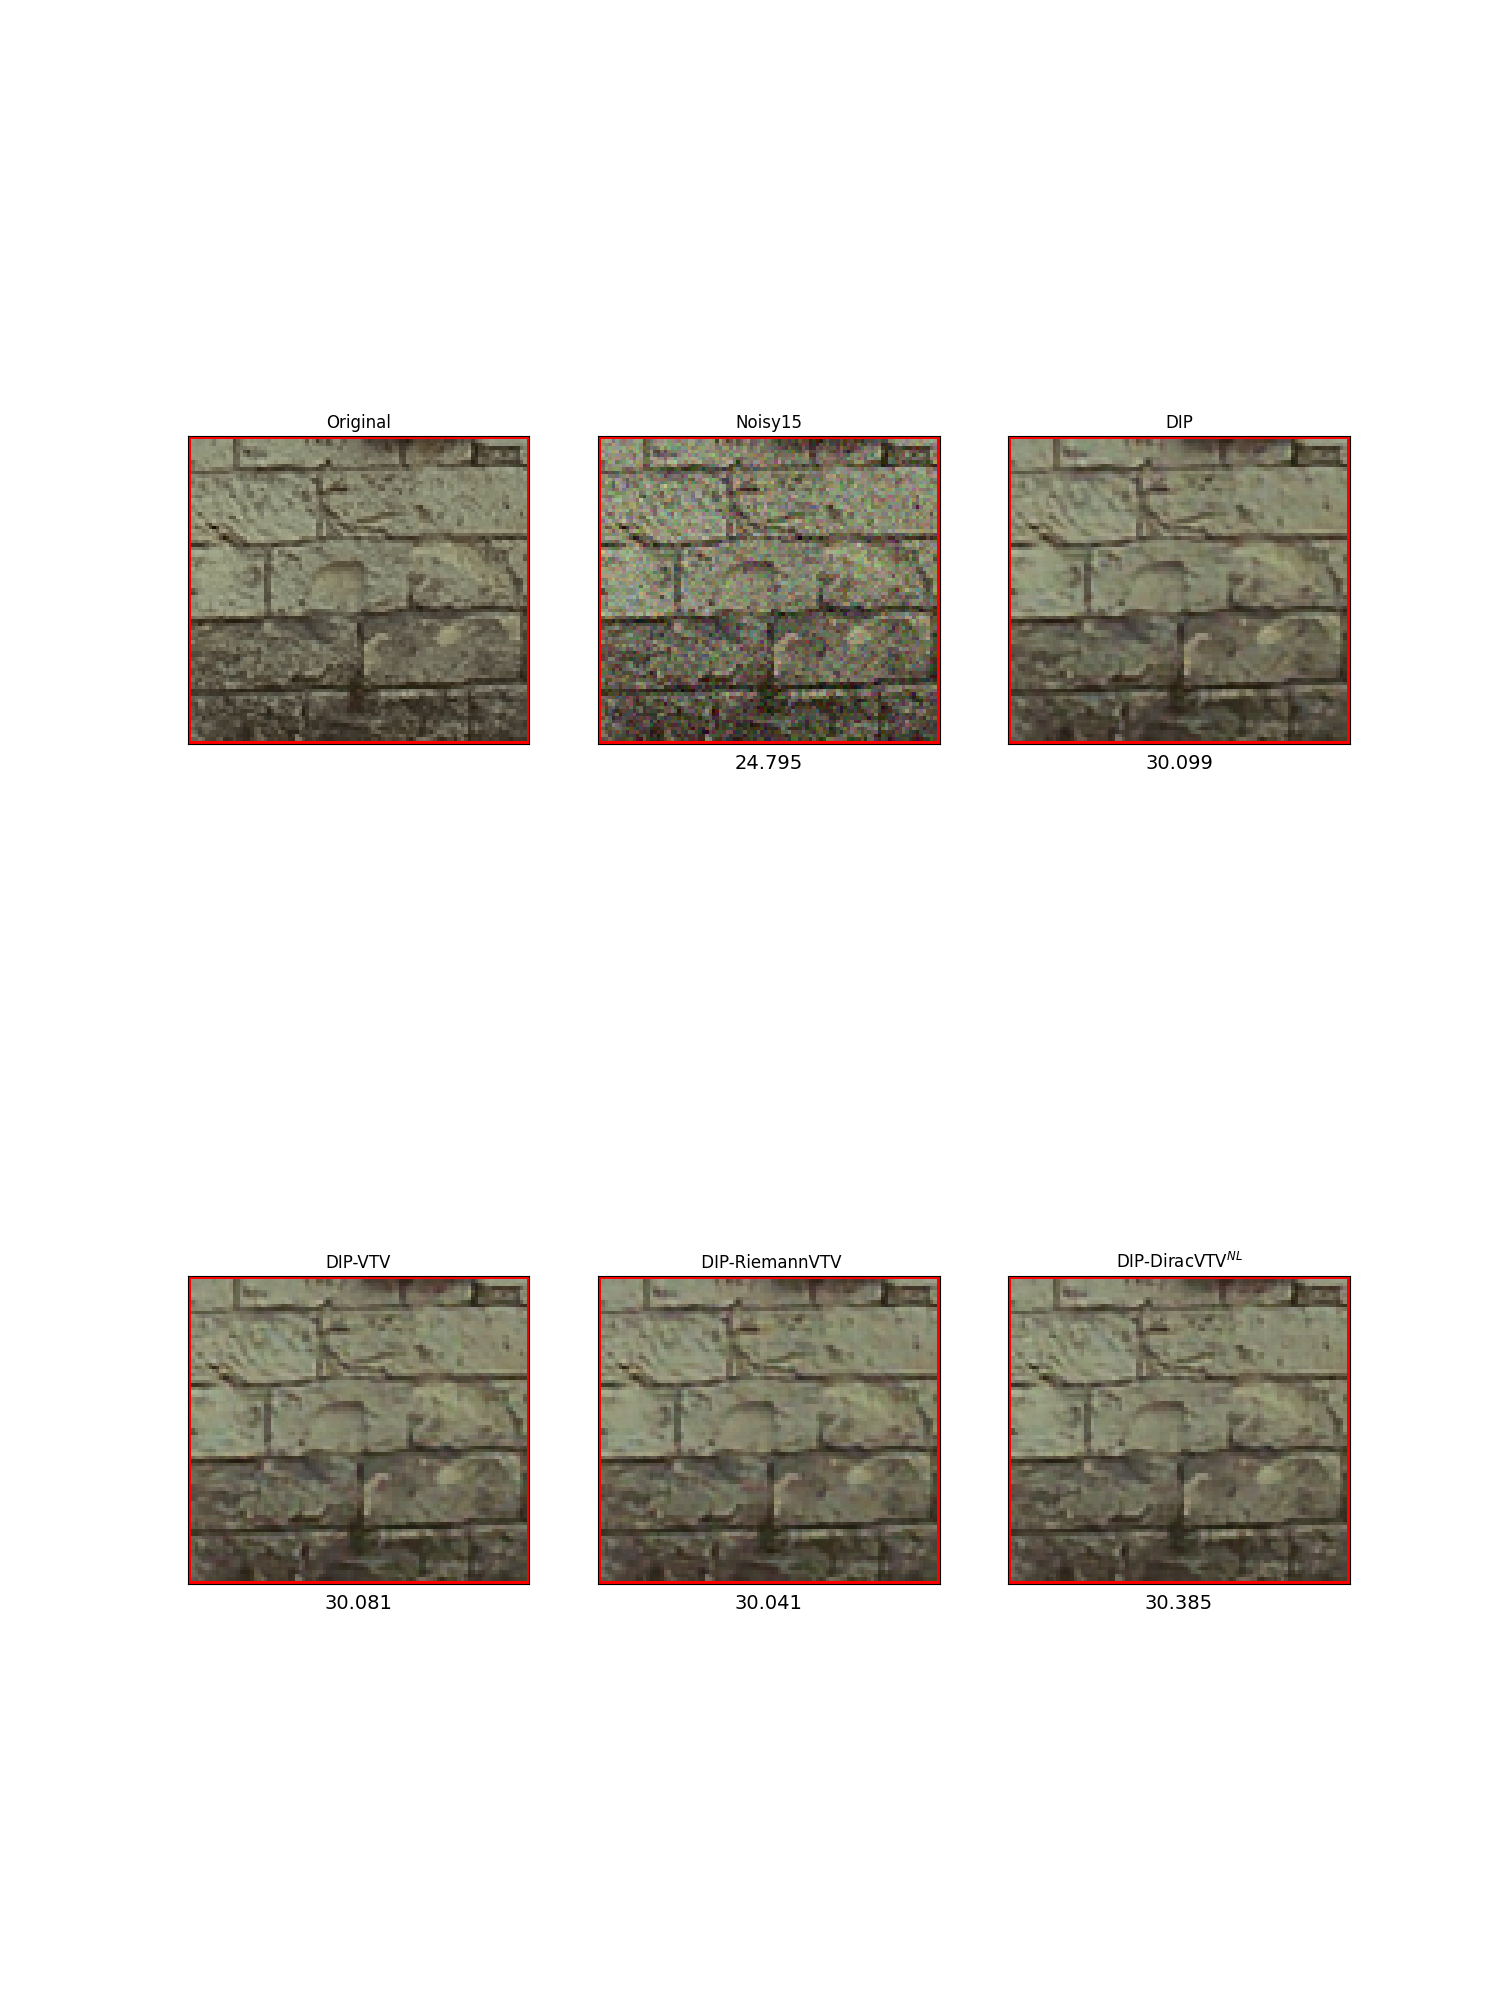 Original
Noisy15
DIP
24.795
30.099
DIP-VTV
DIP-RiemannVTV
DIP-DiracVTV^{NL}
30.081
30.041
30.385